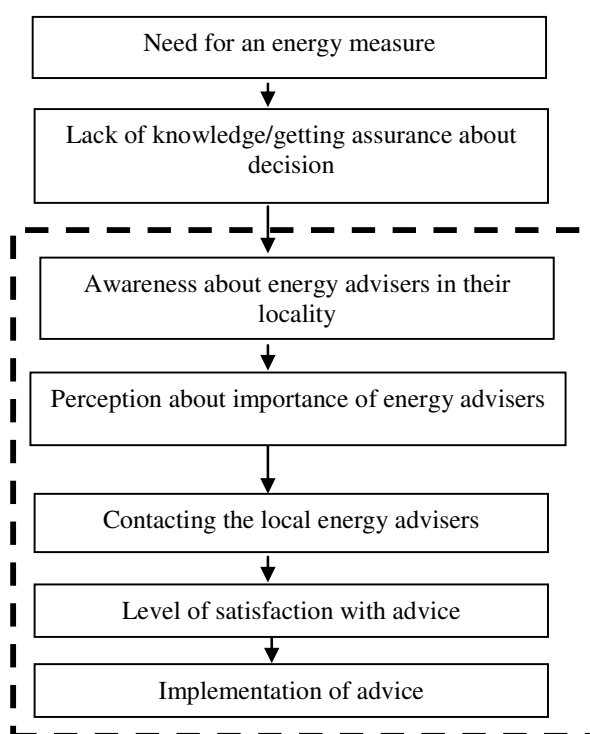 Need for an energy measure
Lack of knowledge/getting assurance about
decision
Awareness about energy advisers in their
locality
Perception about importance of energy advisers
Contacting the local energy advisers
Level of satisfaction with advice
Implementation of advice